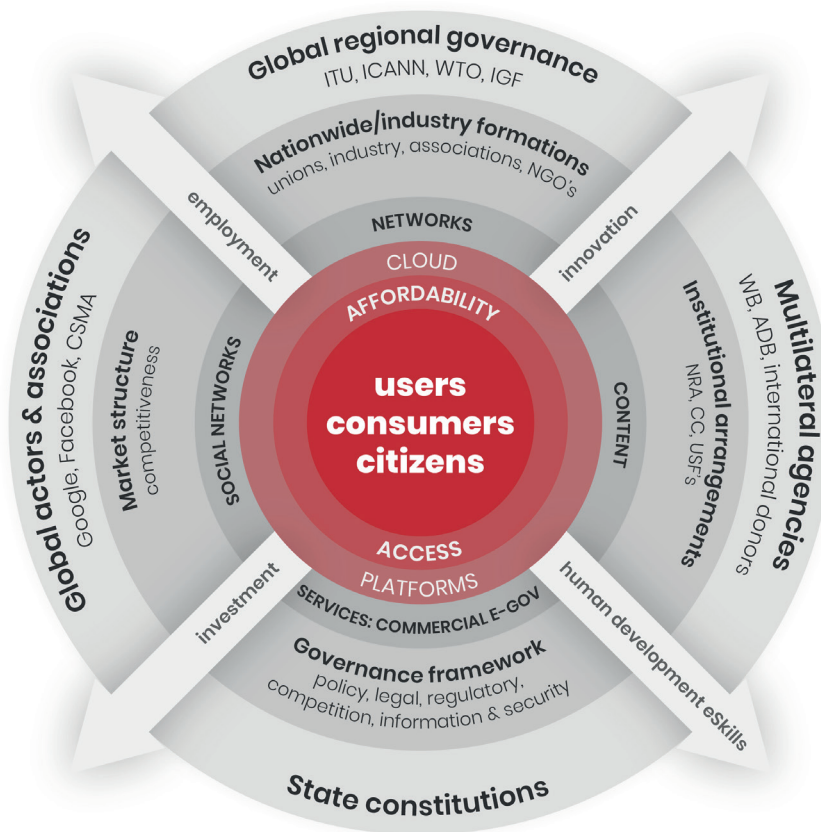 Global regional governance
ITU, ICANN, WTO, IGF
Nationwide/industry formations
unions, industry, associations, NGO's
NETWORKS
employment
innovation
CLOUD
AFFORDABILITY
Global actors & associations
Google, Facebook, CSMA
Market structure
competitiveness
SOCIAL NETWORKS
users
consumers
citizens
CONTENT
Institutional arrangements
NRA, CC, USF's
Multilateral agencies
WB, ADB, international donors
ACCESS
PLATFORMS
investment
human development eSkills
SERVICES: COMMERCIAL E-GOV
Governance framework
policy, legal, regulatory,
competition, information & security
State constitutions